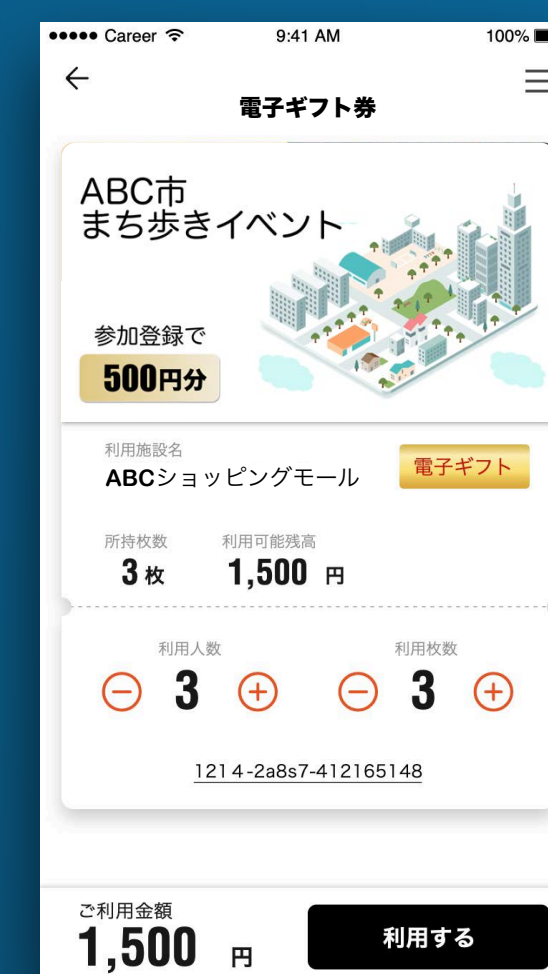 ●●●●● Career 9:41 AM 100%
電子ギフト券
ABC市
まち歩きイベント
参加登録で
500円分
利用施設名
ABCショッピングモール
電子ギフト
所持枚数 利用可能残高
3枚 1,500 円
利用人数 利用枚数
3 3
1214-2a8s7-412165148
ご利用金額
1,500 円
利用する